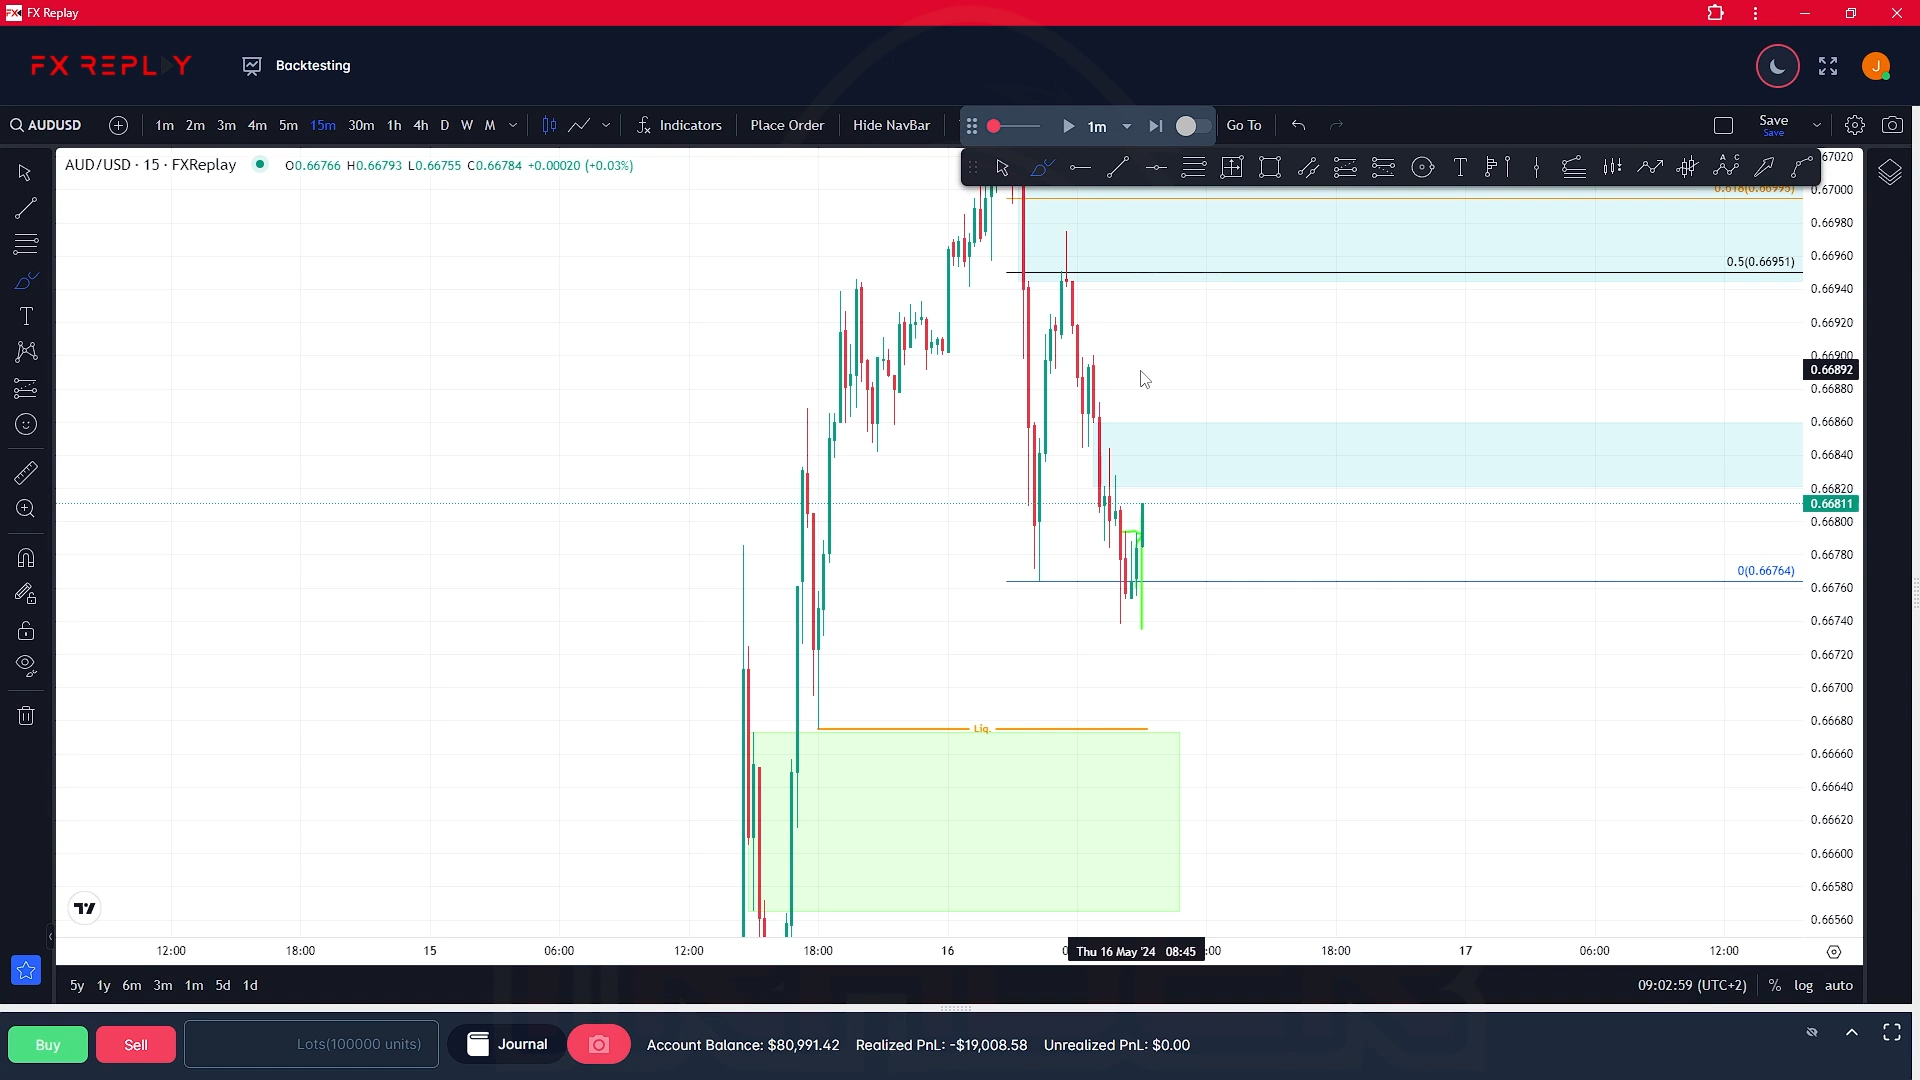 FX Replay
FX REPLAY
Backtesting
J
AUDUSD
1m 2m 3m 4m 5m 15m 30m 1h 4h D W M
Indicators
Place Order
Hide NavBar
1m
Go To
Save
Save
AUD/USD · 15 · FXReplay
O0.66766 H0.66793 L0.66755 C0.66784 +0.00020 (+0.03%)
67020
0.618(0.66995)
0.67000
0.66980
0.5(0.66951)
0.66960
0.66940
0.66920
0.66900
0.66892
0.66880
0.66860
0.66840
0.66820
0.66811
0.66800
0.66780
0(0.66764)
0.66760
0.66740
0.66720
0.66700
0.66680
Liq.
0.66660
0.66640
0.66620
0.66600
0.66580
0.66560
12:00 18:00 15 06:00 12:00 18:00 16 Thu 16 May '24 08:45 :00 18:00 17 06:00 12:00
5y 1y 6m 3m 1m 5d 1d
09:02:59 (UTC+2) % log auto
Buy
Sell
Lots(100000 units)
Journal
Account Balance: $80,991.42 Realized PnL: -$19,008.58 Unrealized PnL: $0.00